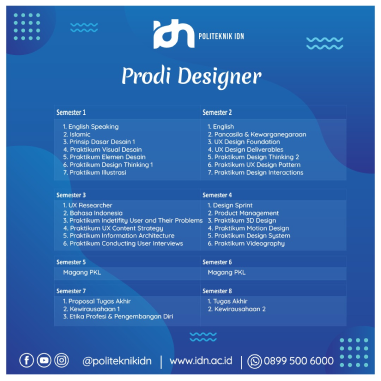 idn POLITEKNIK IDN
Prodi Designer
Semester 1
1. English Speaking
2. Islamic
3. Prinsip Dasar Desain 1
4. Praktikum Visual Desain
5. Praktikum Elemen Desain
6. Praktikum Design Thinking 1
7. Praktikum Illustrasi
Semester 2
1. English
2. Pancasila & Kewarganegaraan
3. UX Design Foundation
4. UX Design Deliverables
5. Praktikum Design Thinking 2
6. Praktikum UX Design Pattern
7. Praktikum Design Interactions
Semester 3
1. UX Researcher
2. Bahasa Indonesia
3. Praktikum Indetifity User and Their Problems
4. Praktikum UX Content Strategy
5. Praktikum Information Architecture
6. Praktikum Conducting User Interviews
Semester 4
1. Design Sprint
2. Product Management
3. Praktikum 3D Design
4. Praktikum Motion Design
5. Praktikum Design System
6. Praktikum Videography
Semester 5
Magang PKL
Semester 6
Magang PKL
Semester 7
1. Proposal Tugas Akhir
2. Kewirausahaan 1
3. Etika Profesi & Pengembangan Diri
Semester 8
1. Tugas Akhir
2. Kewirausahaan 2
@politeknikidn | www.idn.ac.id | 0899 500 6000